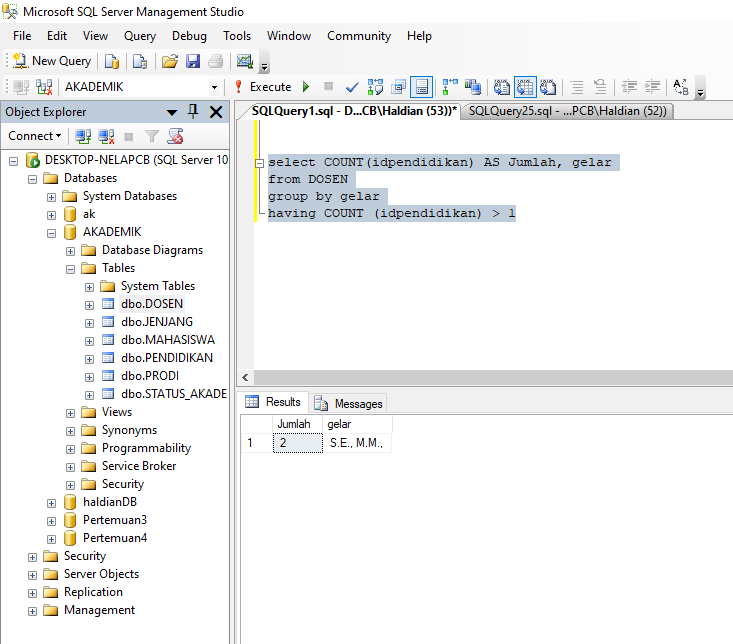 Microsoft SQL Server Management Studio
File Edit View Query Debug Tools Window Community Help
New Query
AKADEMIK Execute
Object Explorer
Connect
DESKTOP-NELAPCB (SQL Server 10
Databases
System Databases
ak
AKADEMIK
Database Diagrams
Tables
System Tables
dbo.DOSEN
dbo.JENJANG
dbo.MAHASISWA
dbo.PENDIDIKAN
dbo.PRODI
dbo.STATUS_AKADE
Views
Synonyms
Programmability
Service Broker
Security
haldianDB
Pertemuan3
Pertemuan4
Security
Server Objects
Replication
Management
SQLQuery1.sql - D...CB\Haldian (53))* SQLQuery25.sql - ...PCB\Haldian (52))
select COUNT(idpendidikan) AS Jumlah, gelar
from DOSEN
group by gelar
having COUNT (idpendidikan) > 1
Results Messages
Jumlah gelar
1 2 S.E., M.M.,